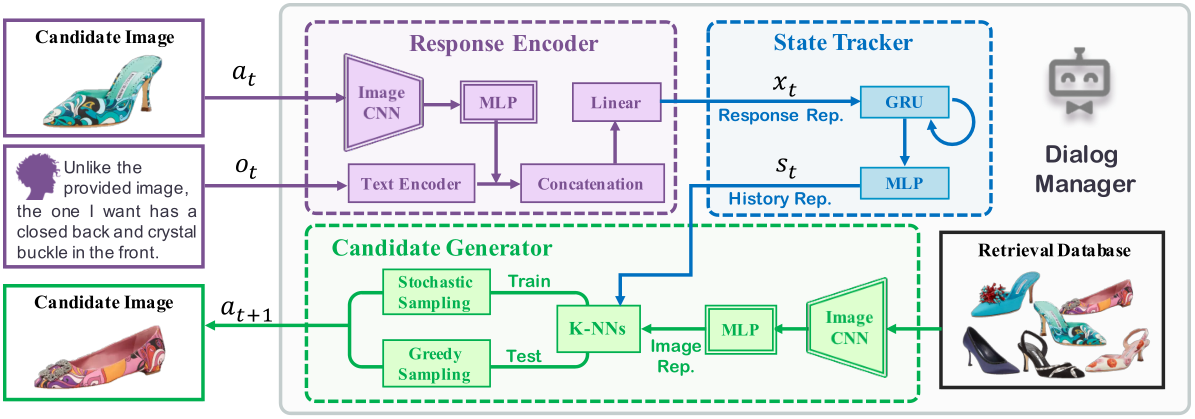 Candidate Image
a_t
Unlike the
provided image,
the one I want has a
closed back and crystal
buckle in the front.
o_t
Candidate Image
a_{t+1}
Response Encoder
Image
CNN
MLP
Linear
Text Encoder
Concatenation
State Tracker
x_t
Response Rep.
GRU
s_t
History Rep.
MLP
Dialog
Manager
Candidate Generator
Stochastic
Sampling
Train
Greedy
Sampling
Test
K-NNs
Image
Rep.
MLP
Image
CNN
Retrieval Database